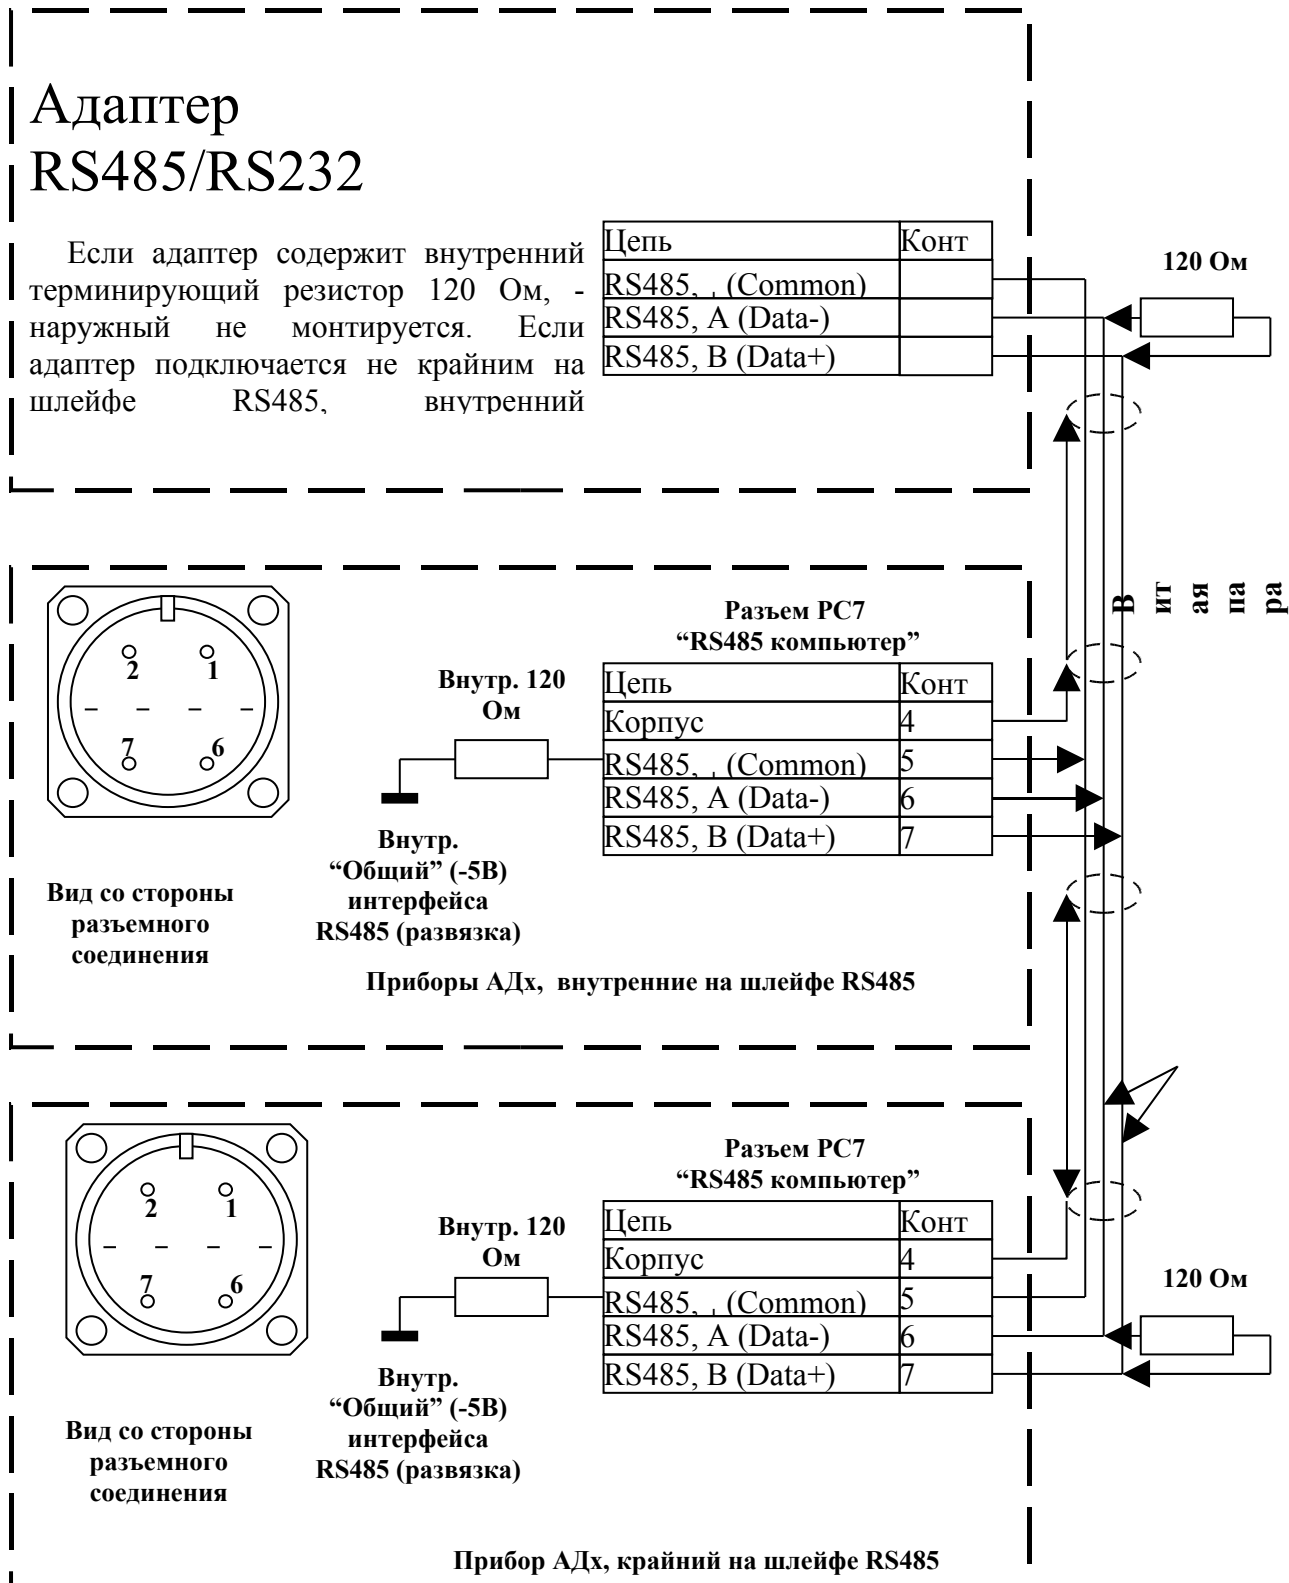 Адаптер
RS485/RS232
Если адаптер содержит внутренний
терминирующий резистор 120 Ом, -
наружный не монтируется. Если
адаптер подключается не крайним на
шлейфе RS485, внутренний
Цепь Конт
RS485, (Common)
RS485, A (Data-)
RS485, B (Data+)
120 Ом
Витая пара
2 1
7 6
Вид со стороны
разъемного
соединения
Внутр. 120
Ом
Внутр.
“Общий” (-5В)
интерфейса
RS485 (развязка)
Разъем РС7
“RS485 компьютер”
Цепь Конт
Корпус 4
RS485, (Common) 5
RS485, A (Data-) 6
RS485, B (Data+) 7
Приборы АДх, внутренние на шлейфе RS485
2 1
7 6
Вид со стороны
разъемного
соединения
Внутр. 120
Ом
Внутр.
“Общий” (-5В)
интерфейса
RS485 (развязка)
Разъем РС7
“RS485 компьютер”
Цепь Конт
Корпус 4
RS485, (Common) 5
RS485, A (Data-) 6
RS485, B (Data+) 7
120 Ом
Прибор АДх, крайний на шлейфе RS485